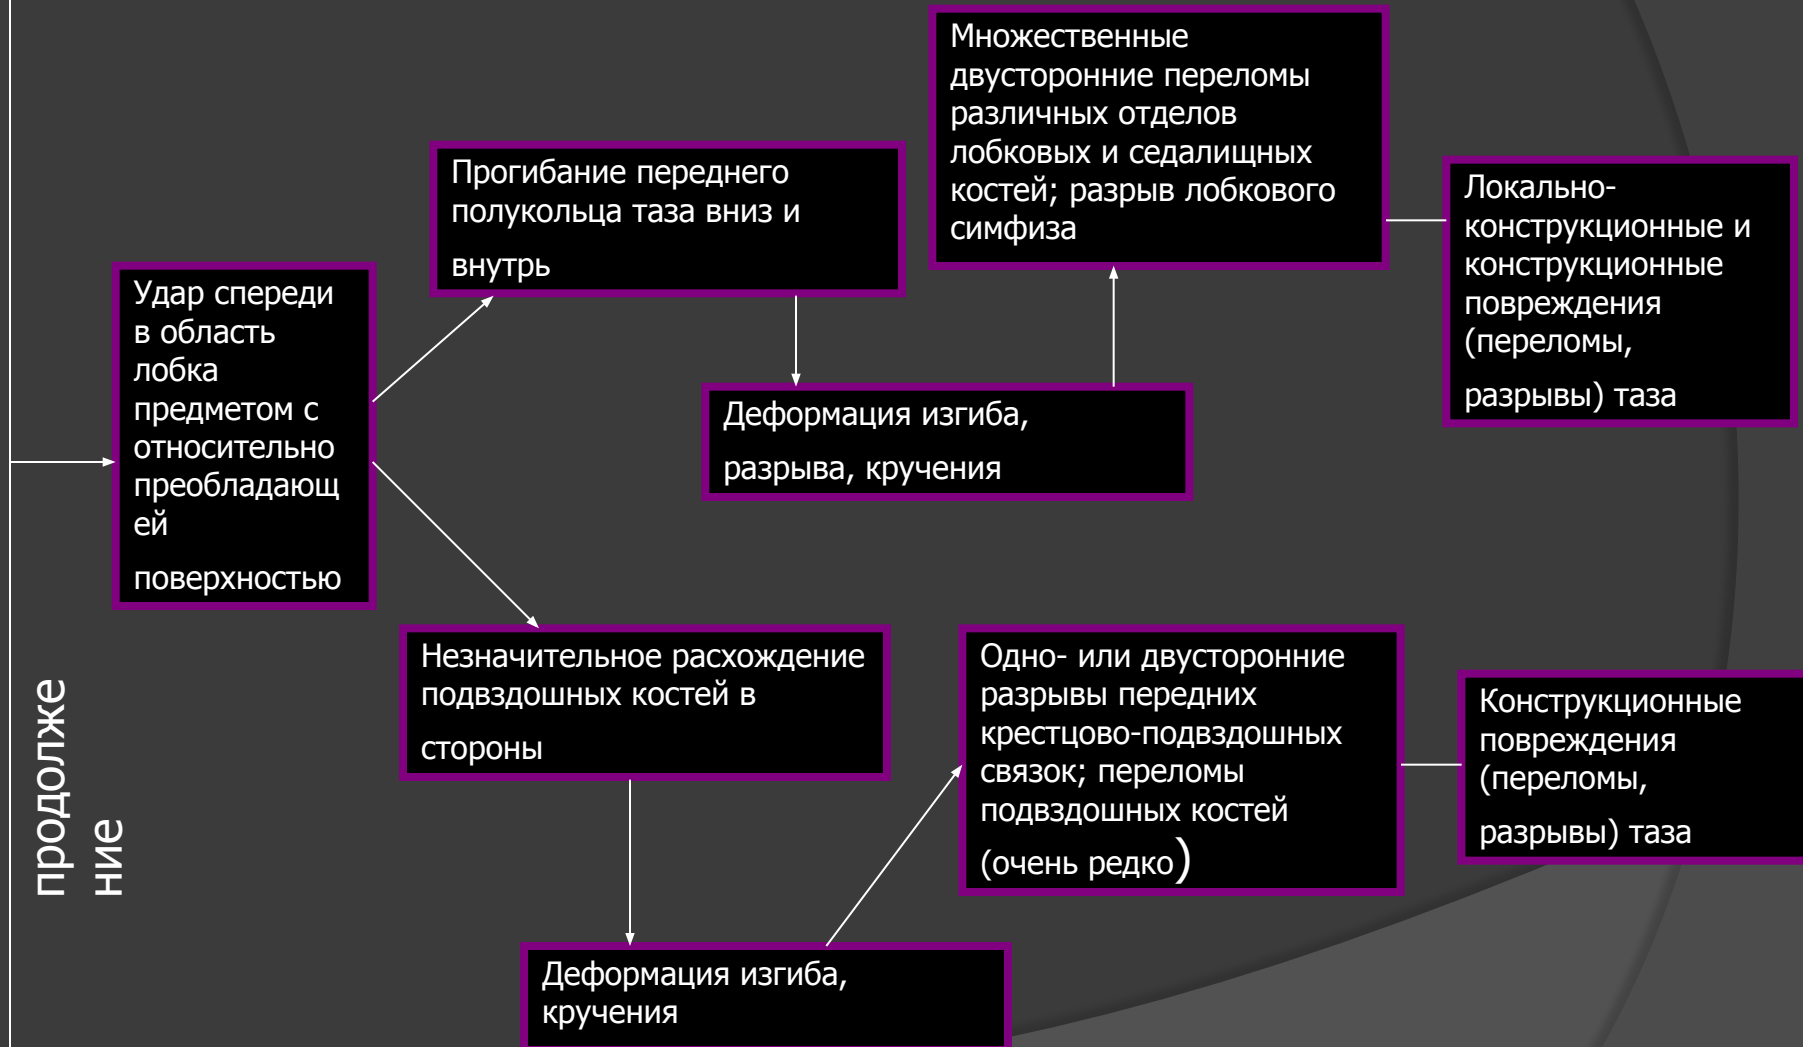 Множественные
двусторонние переломы
различных отделов
лобковых и седалищных
костей; разрыв лобкового
симфиза
Прогибание переднего
полукольца таза вниз и
внутрь
Локально-
конструкционные и
конструкционные
повреждения
(переломы,
разрывы) таза
Удар спереди
в область
лобка
предметом с
относительно
преобладающ
ей
поверхностью
Деформация изгиба,
разрыва, кручения
Незначительное расхождение
подвздошных костей в
стороны
Одно- или двусторонние
разрывы передних
крестцово-подвздошных
связок; переломы
подвздошных костей
(очень редко)
Конструкционные
повреждения
(переломы,
разрывы) таза
продолже
ние
Деформация изгиба,
кручения